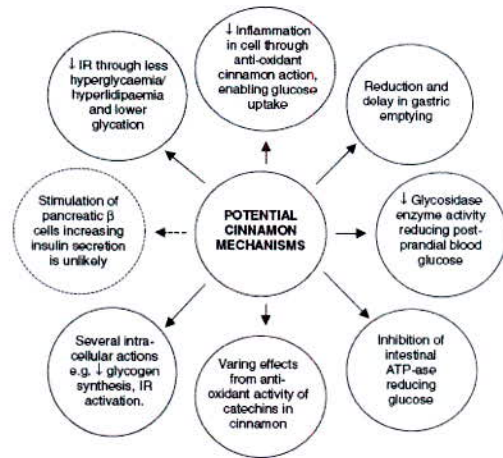 ↓ Inflammation
in cell through
anti-oxidant
cinnamon action,
enabling glucose
uptake
Reduction and
delay in gastric
emptying
↓ Glycosidase
enzyme activity
reducing post-
prandial blood
glucose
Inhibition of
intestinal
ATP-ase
reducing
glucose
Varing effects
from anti-
oxidant activity of
catechins in
cinnamon
Several intra-
cellular actions
e.g. ↓ glycogen
synthesis, IR
activation.
Stimulation of
pancreatic β
cells increasing
insulin secretion
is unlikely
↓ IR through less
hyperglycaemia/
hyperlipidaemia
and lower
glycation
POTENTIAL
CINNAMON
MECHANISMS